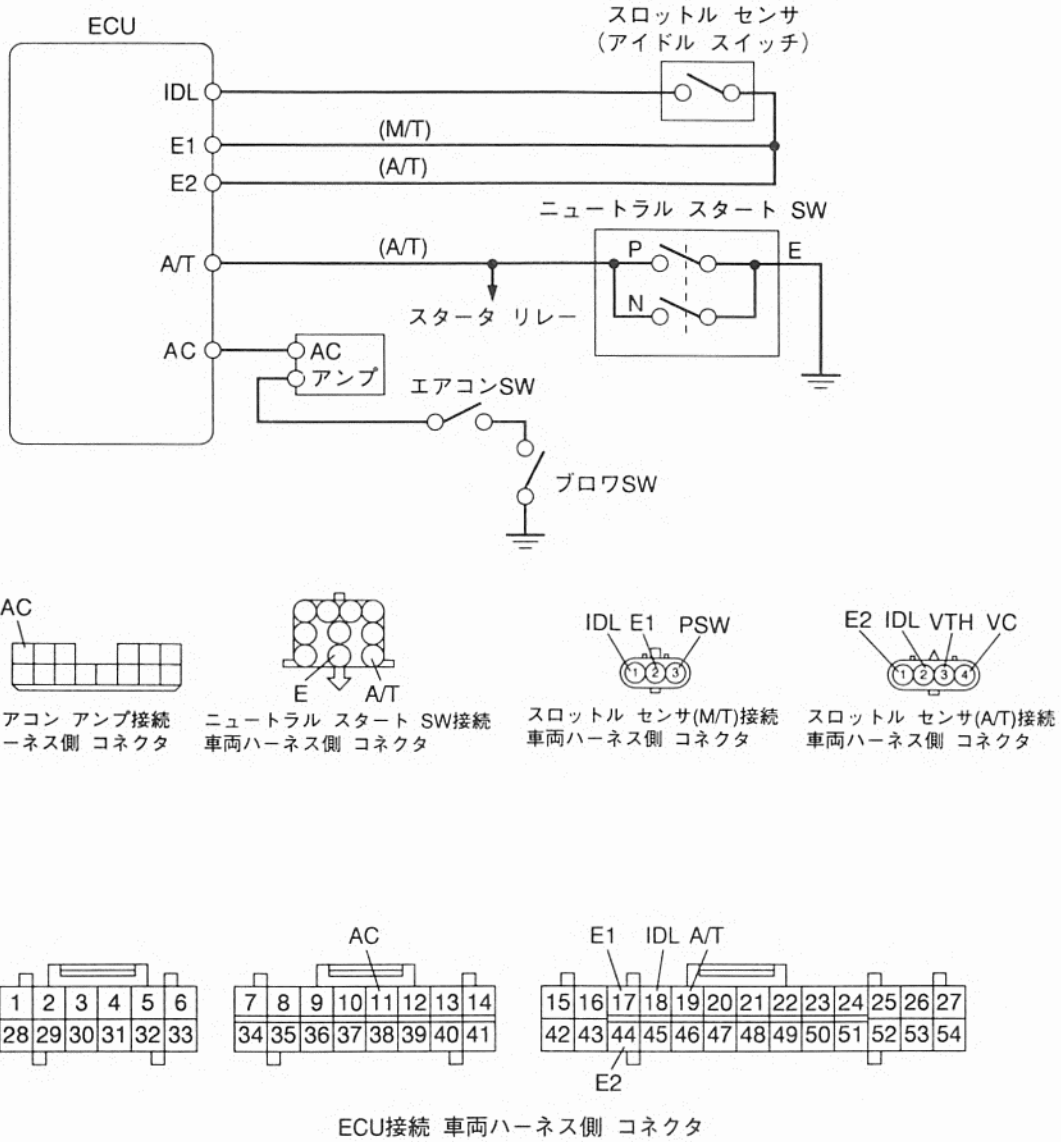 ECU
スロットル センサ
(アイドル スイッチ)
IDL
E1
(M/T)
E2
(A/T)
ニュートラル スタート SW
A/T
(A/T)
P
E
N
スタータ リレー
AC
AC
アンプ
エアコンSW
ブロワSW
AC
アコン アンプ接続
ーネス側 コネクタ
E
A/T
ニュートラル スタート SW接続
車両ハーネス側 コネクタ
IDL E1 PSW
1 2 3
スロットル センサ(M/T)接続
車両ハーネス側 コネクタ
E2 IDL VTH VC
1 2 3 4
スロットル センサ(A/T)接続
車両ハーネス側 コネクタ
AC
E1 IDL A/T
1 2 3 4 5 6
28 29 30 31 32 33
7 8 9 10 11 12 13 14
34 35 36 37 38 39 40 41
15 16 17 18 19 20 21 22 23 24 25 26 27
42 43 44 45 46 47 48 49 50 51 52 53 54
E2
ECU接続 車両ハーネス側 コネクタ